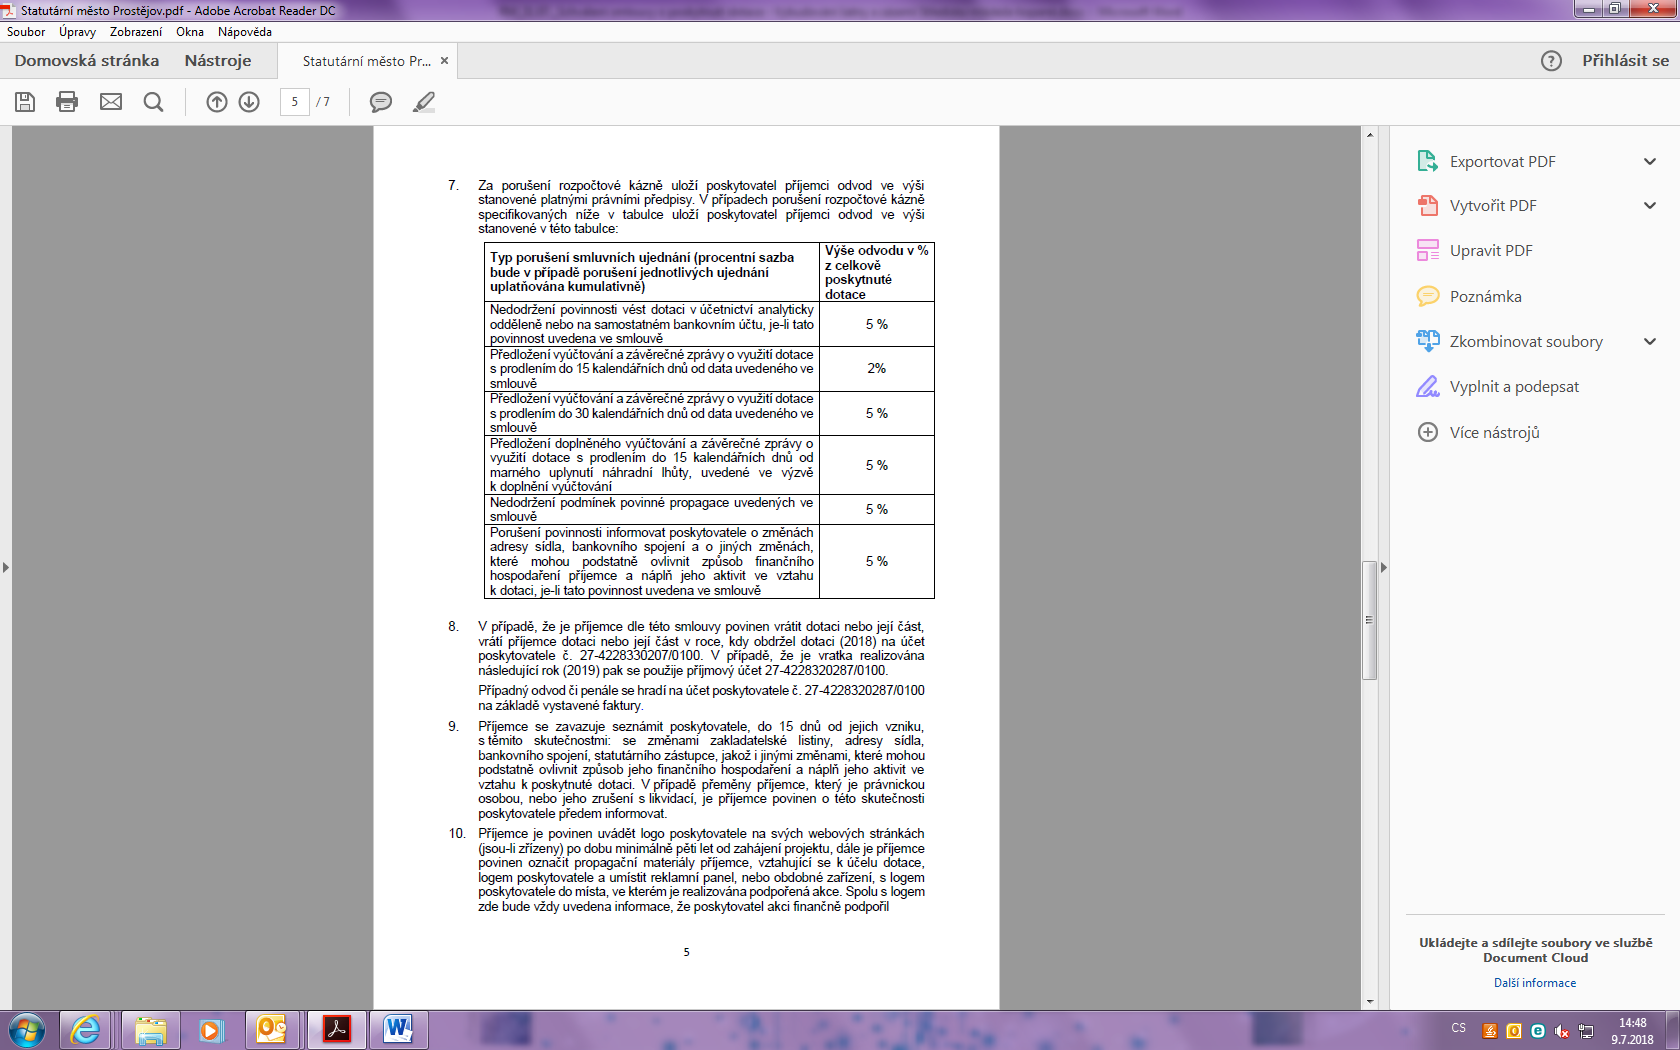 Statutární město Prostějov.pdf - Adobe Acrobat Reader DC
Soubor Úpravy Zobrazení Okna Nápověda
Domovská stránka Nástroje Statutární město Pr... × ? Přihlásit se
5 / 7
7. Za porušení rozpočtové kázně uloží poskytovatel příjemci odvod ve výši
stanovené platnými právními předpisy. V případech porušení rozpočtové kázně
specifikovaných níže v tabulce uloží poskytovatel příjemci odvod ve výši
stanovené v této tabulce:
Typ porušení smluvních ujednání (procentní sazba
bude v případě porušení jednotlivých ujednání
uplatňována kumulativně)
Výše odvodu v %
z celkově
poskytnuté
dotace
Nedodržení povinnosti vést dotaci v účetnictví analyticky
odděleně nebo na samostatném bankovním účtu, je-li tato
povinnost uvedena ve smlouvě
5 %
Předložení vyúčtování a závěrečné zprávy o využití dotace
s prodlením do 15 kalendářních dnů od data uvedeného ve
smlouvě
2%
Předložení vyúčtování a závěrečné zprávy o využití dotace
s prodlením do 30 kalendářních dnů od data uvedeného ve
smlouvě
5 %
Předložení doplněného vyúčtování a závěrečné zprávy o
využití dotace s prodlením do 15 kalendářních dnů od
marného uplynutí náhradní lhůty, uvedené ve výzvě
k doplnění vyúčtování
5 %
Nedodržení podmínek povinné propagace uvedených ve
smlouvě
5 %
Porušení povinnosti informovat poskytovatele o změnách
adresy sídla, bankovního spojení a o jiných změnách,
které mohou podstatně ovlivnit způsob finančního
hospodaření příjemce a náplň jeho aktivit ve vztahu
k dotaci, je-li tato povinnost uvedena ve smlouvě
5 %
8. V případě, že je příjemce dle této smlouvy povinen vrátit dotaci nebo její část,
vrátí příjemce dotaci nebo její část v roce, kdy obdržel dotaci (2018) na účet
poskytovatele č. 27-4228330207/0100. V případě, že je vratka realizována
následující rok (2019) pak se použije příjmový účet 27-4228320287/0100.
Případný odvod či penále se hradí na účet poskytovatele č. 27-4228320287/0100
na základě vystavené faktury.
9. Příjemce se zavazuje seznámit poskytovatele, do 15 dnů od jejich vzniku,
s těmito skutečnostmi: se změnami zakladatelské listiny, adresy sídla,
bankovního spojení, statutárního zástupce, jakož i jinými změnami, které mohou
podstatně ovlivnit způsob jeho finančního hospodaření a náplň jeho aktivit ve
vztahu k poskytnuté dotaci. V případě přeměny příjemce, který je právnickou
osobou, nebo jeho zrušení s likvidací, je příjemce povinen o této skutečnosti
poskytovatele předem informovat.
10. Příjemce je povinen uvádět logo poskytovatele na svých webových stránkách
(jsou-li zřízeny) po dobu minimálně pěti let od zahájení projektu, dále je příjemce
povinen označit propagační materiály příjemce, vztahující se k účelu dotace,
logem poskytovatele a umístit reklamní panel, nebo obdobné zařízení, s logem
poskytovatele do místa, ve kterém je realizována podpořená akce. Spolu s logem
zde bude vždy uvedena informace, že poskytovatel akci finančně podpořil
5
Exportovat PDF
Vytvořit PDF
Upravit PDF
Poznámka
Zkombinovat soubory
Vyplnit a podepsat
Více nástrojů
Ukládejte a sdílejte soubory ve službě
Document Cloud
Další informace
CS
14:48
9.7.2018